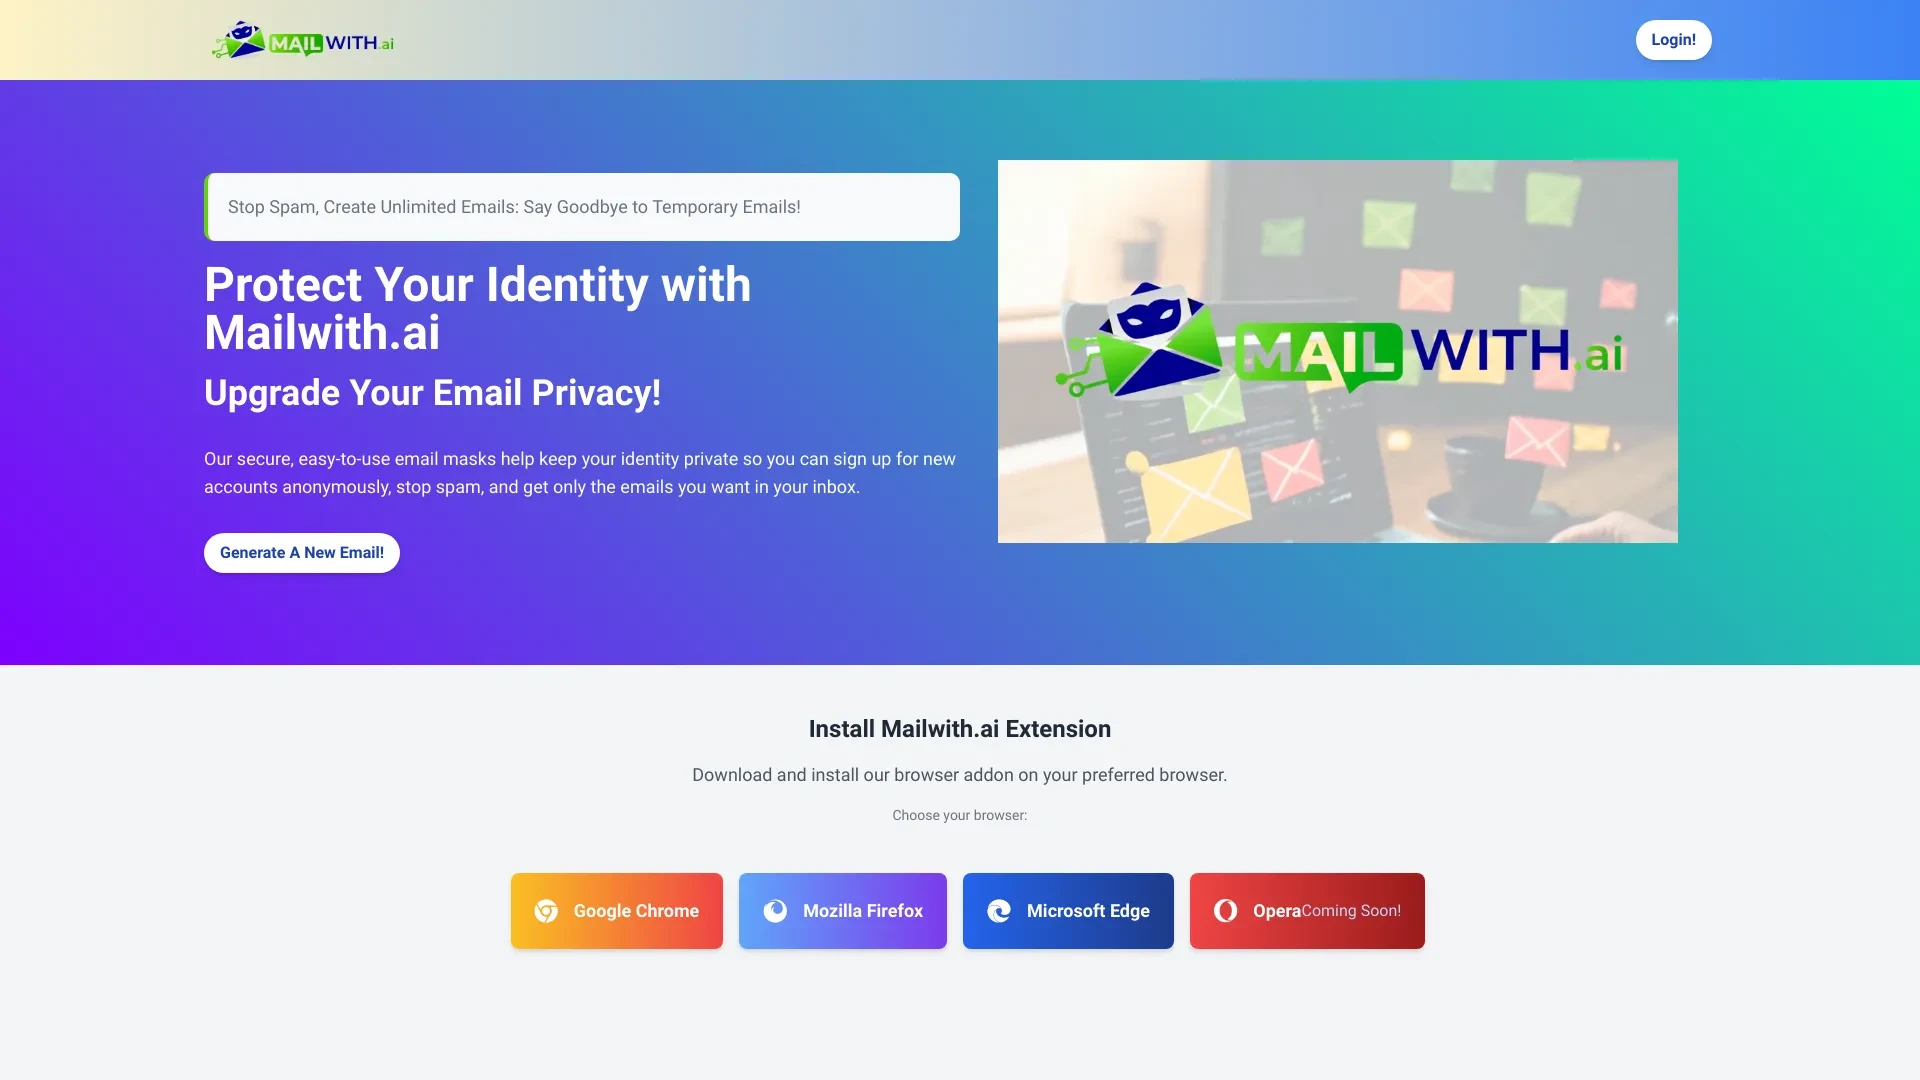 MAIL WITH.ai
Login!
Stop Spam, Create Unlimited Emails: Say Goodbye to Temporary Emails!
Protect Your Identity with
Mailwith.ai
Upgrade Your Email Privacy!
Our secure, easy-to-use email masks help keep your identity private so you can sign up for new
accounts anonymously, stop spam, and get only the emails you want in your inbox.
Generate A New Email!
MAIL WITH.ai
Install Mailwith.ai Extension
Download and install our browser addon on your preferred browser.
Choose your browser:
Google Chrome
Mozilla Firefox
Microsoft Edge
OperaComing Soon!